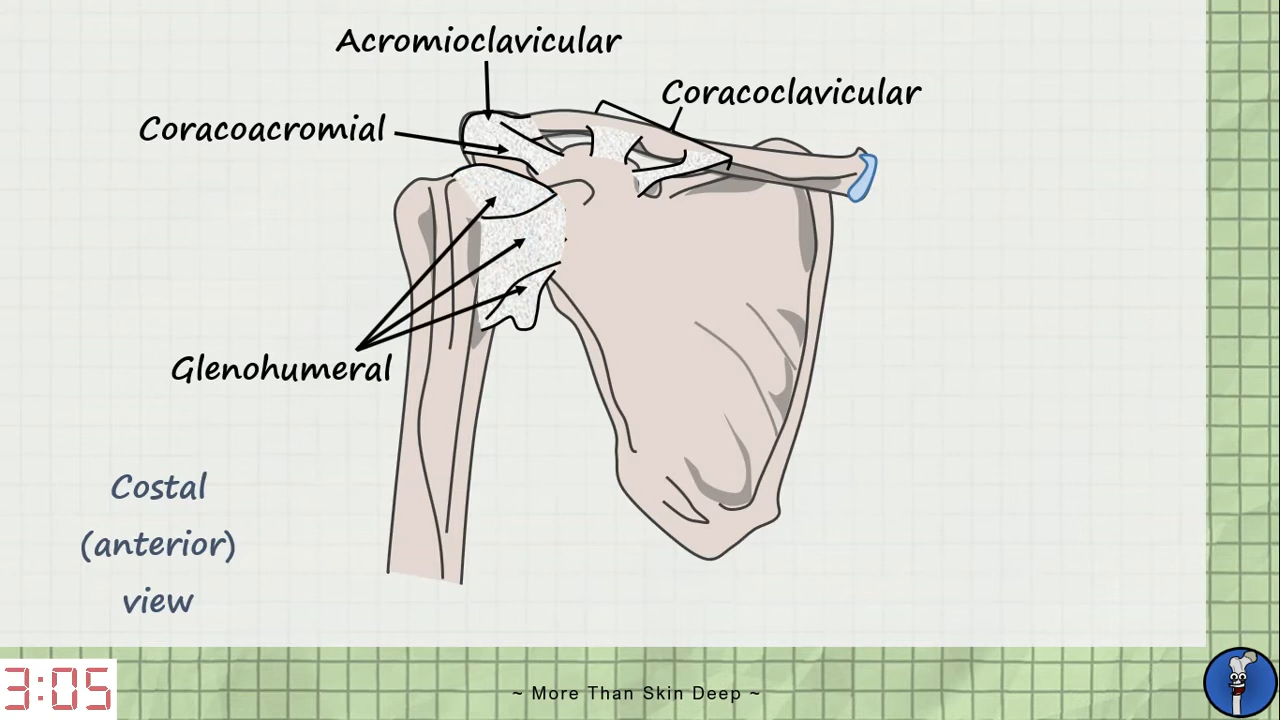 Acromioclavicular
Coracoclavicular
Coracoacromial
Glenohumeral
Costal
(anterior)
view
3:05
~ More Than Skin Deep ~